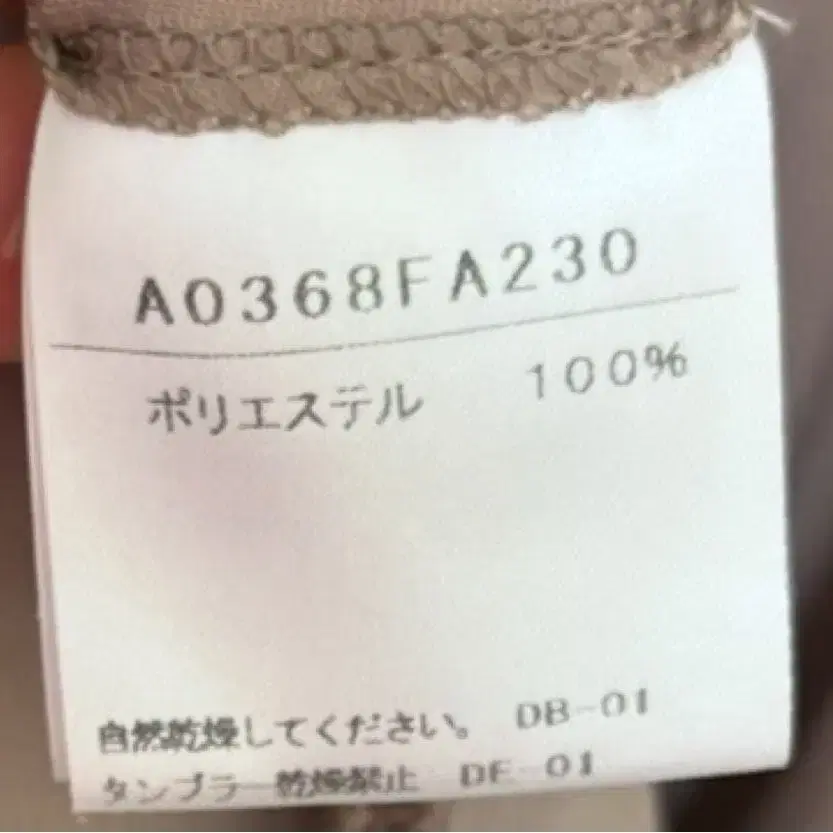 A0368FA230
ポリエステル 100%
自然乾燥してください。 DB-01
タンブラー乾燥禁止 DE-01